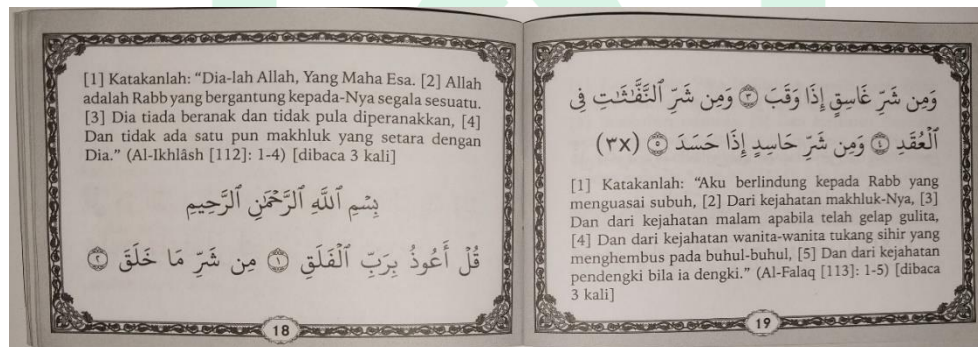 [1] Katakanlah: “Dia-lah Allah, Yang Maha Esa. [2] Allah
adalah Rabb yang bergantung kepada-Nya segala sesuatu.
[3] Dia tiada beranak dan tidak pula diperanakkan, [4]
Dan tidak ada satu pun makhluk yang setara dengan
Dia.” (Al-Ikhlâsh [112]: 1-4) [dibaca 3 kali]
بِسْمِ ٱللَّهِ ٱلرَّحْمَٰنِ ٱلرَّحِيمِ
قُلْ أَعُوذُ بِرَبِّ ٱلْفَلَقِ ١ مِن شَرِّ مَا خَلَقَ ٢
18
وَمِن شَرِّ غَاسِقٍ إِذَا وَقَبَ ٣ وَمِن شَرِّ ٱلنَّفَّٰثَٰتِ فِى
ٱلْعُقَدِ ٤ وَمِن شَرِّ حَاسِدٍ إِذَا حَسَدَ ٥ (٣x)
[1] Katakanlah: “Aku berlindung kepada Rabb yang
menguasai subuh, [2] Dari kejahatan makhluk-Nya, [3]
Dan dari kejahatan malam apabila telah gelap gulita,
[4] Dan dari kejahatan wanita-wanita tukang sihir yang
menghembus pada buhul-buhul, [5] Dan dari kejahatan
pendengki bila ia dengki.” (Al-Falaq [113]: 1-5) [dibaca
3 kali]
19